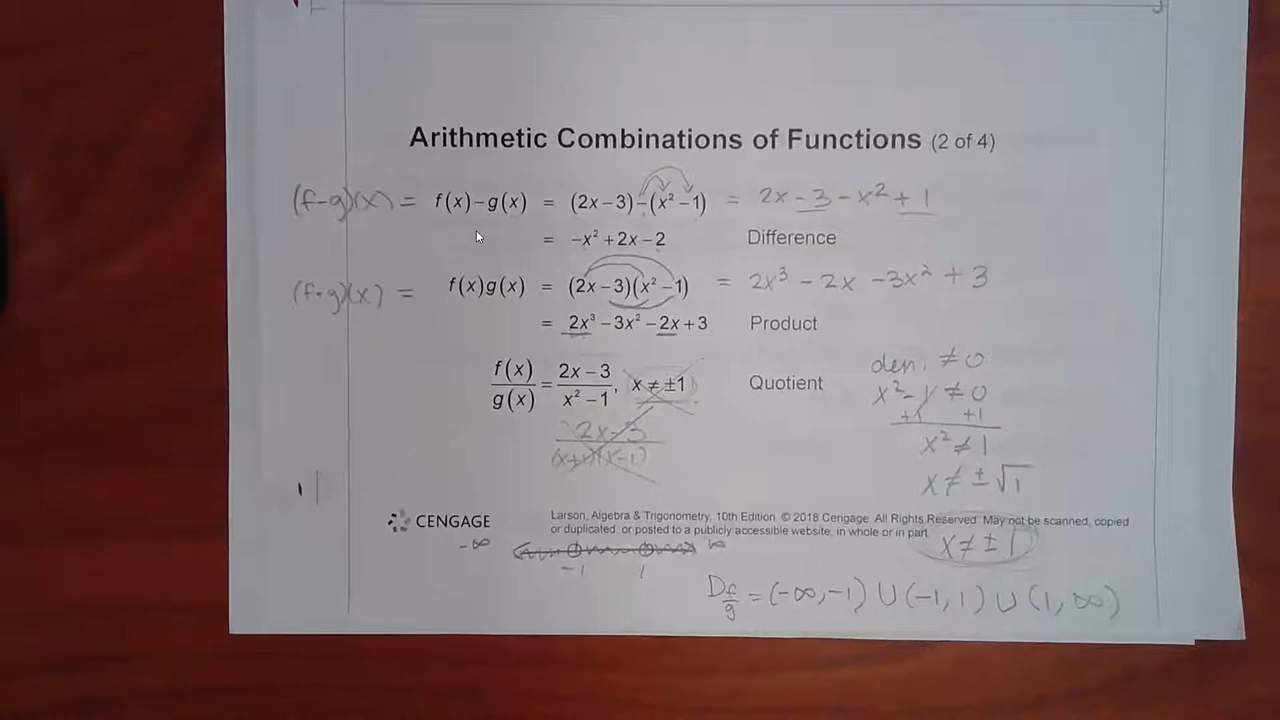 Arithmetic Combinations of Functions (2 of 4)
(f-g)(x) = f(x)-g(x) = (2x-3)-(x²-1) = 2x-3-x²+1
= -x²+2x-2 Difference
(f·g)(x) = f(x)g(x) = (2x-3)(x²-1) = 2x³-2x-3x²+3
= 2x³-3x²-2x+3 Product
f(x)/g(x) = 2x-3/x²-1, x≠±1 Quotient
2x-3/(x+1)(x-1)
den. ≠0
x²-1≠0
+1 +1
x²≠1
x≠±√1
x≠±1
CENGAGE
Larson, Algebra & Trigonometry, 10th Edition. © 2018 Cengage. All Rights Reserved. May not be scanned, copied
or duplicated, or posted to a publicly accessible website, in whole or in part.
-∞ ∞
-1 1
D f/g = (-∞,-1) ∪ (-1,1) ∪ (1,∞)